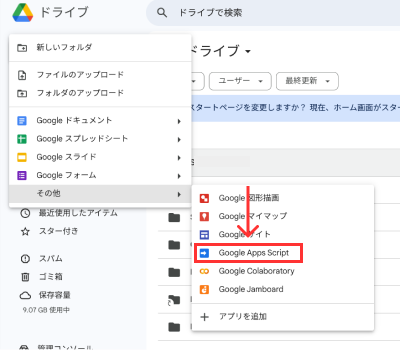 ドライブ
ドライブで検索
新しいフォルダ
ファイルのアップロード
フォルダのアップロード
Google ドキュメント
Google スプレッドシート
Google スライド
Google フォーム
その他
ドライブ
ユーザー
最終更新
スタートページを変更しますか？ 現在、ホーム画面がスター
Google 図形描画
Google マイマップ
Google サイト
Google Apps Script
Google Colaboratory
Google Jamboard
アプリを追加
最近使用したアイテム
スター付き
スパム
ゴミ箱
保存容量
9.07 GB 使用中
管理コンソール